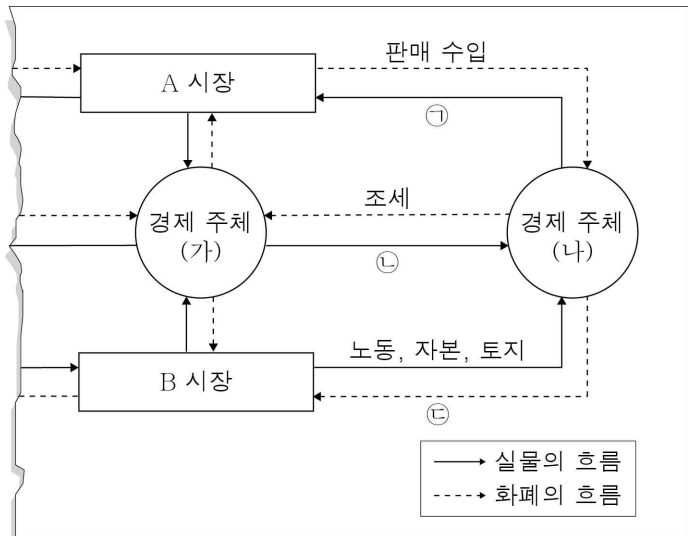 판매 수입
A 시장
㉠
조세
경제 주체
(가)
경제 주체
(나)
㉡
노동, 자본, 토지
B 시장
㉢
실물의 흐름
화폐의 흐름